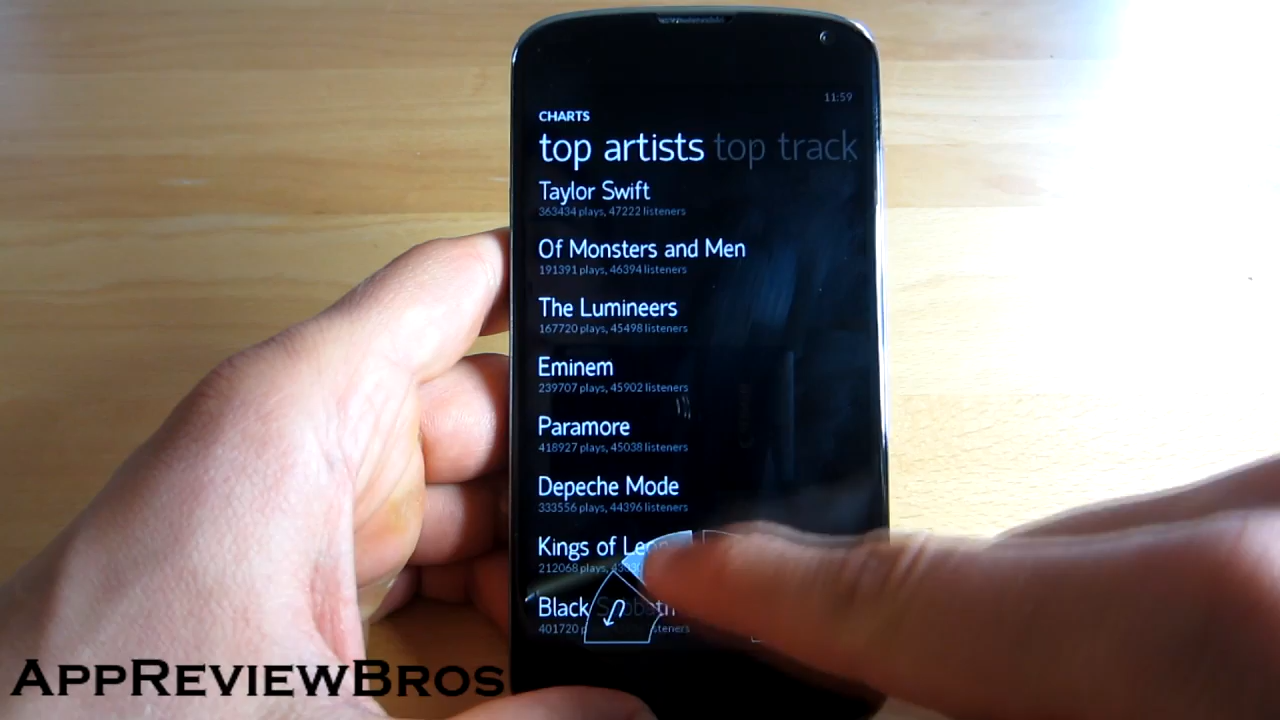 11:59
CHARTS
top artists top track
Taylor Swift
363434 plays, 47222 listeners
Of Monsters and Men
191391 plays, 46394 listeners
The Lumineers
167720 plays, 45498 listeners
Eminem
239707 plays, 45902 listeners
Paramore
418927 plays, 45038 listeners
Depeche Mode
333556 plays, 44396 listeners
Kings of Leon
212068 plays,
Black Sabbath
401720
APPREVIEWBROS